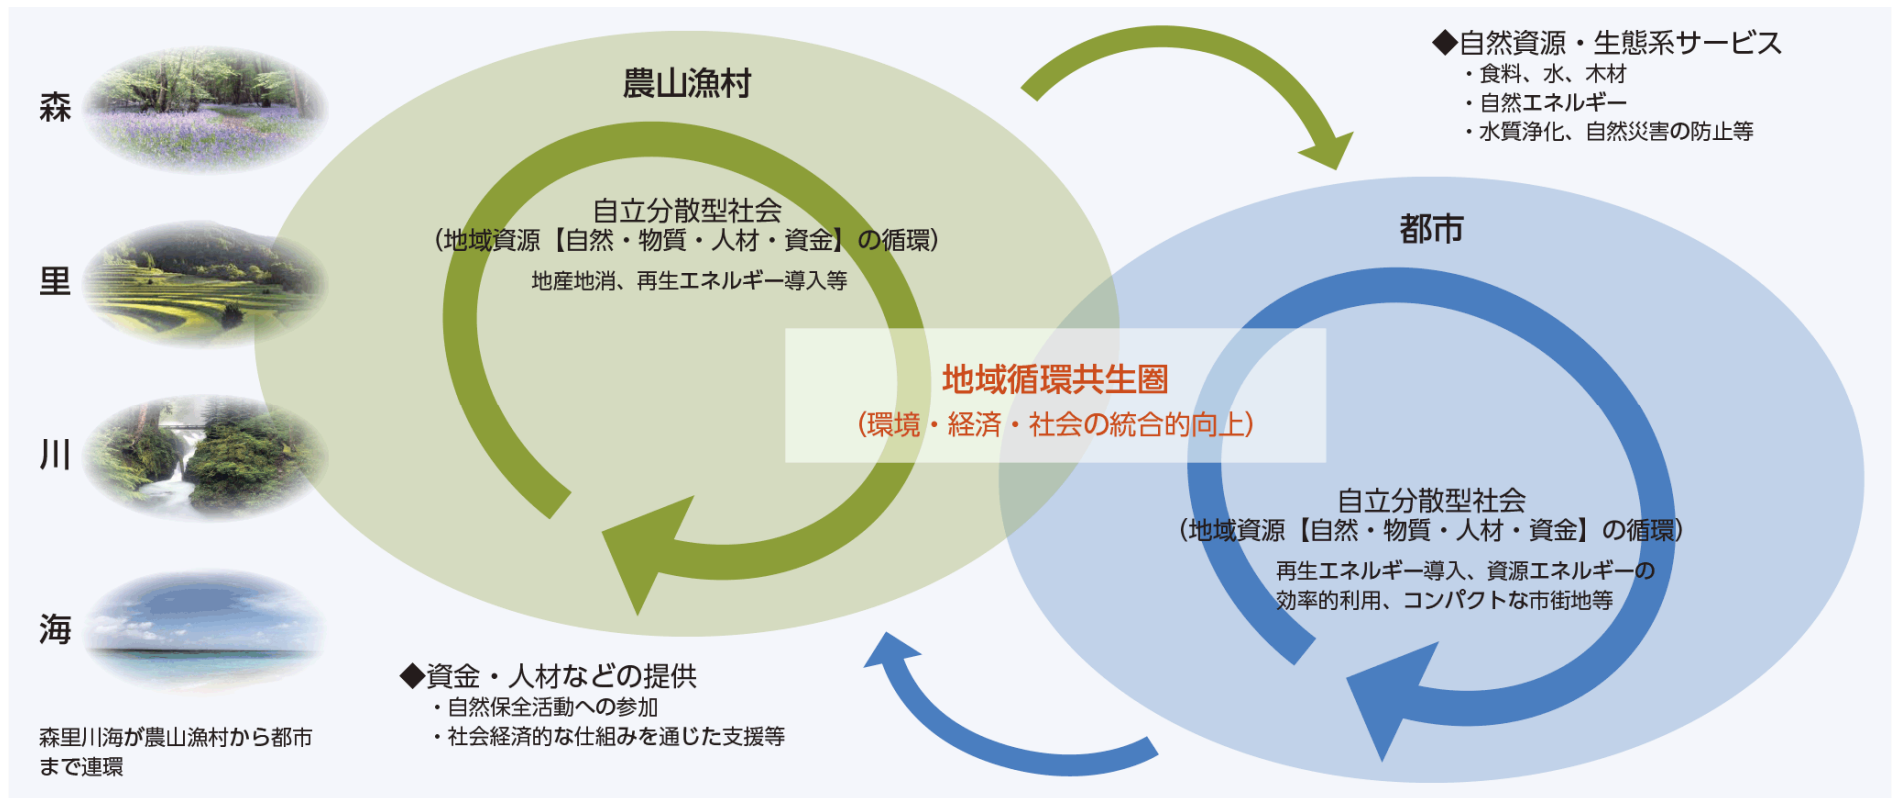 森
里
川
海
森里川海が農山漁村から都市
まで連環
農山漁村
自立分散型社会
（地域資源【自然・物質・人材・資金】の循環）
地産地消、再生エネルギー導入等
◆自然資源・生態系サービス
・食料、水、木材
・自然エネルギー
・水質浄化、自然災害の防止等
地域循環共生圏
（環境・経済・社会の統合的向上）
都市
自立分散型社会
（地域資源【自然・物質・人材・資金】の循環）
再生エネルギー導入、資源エネルギーの
効率的利用、コンパクトな市街地等
◆資金・人材などの提供
・自然保全活動への参加
・社会経済的な仕組みを通じた支援等